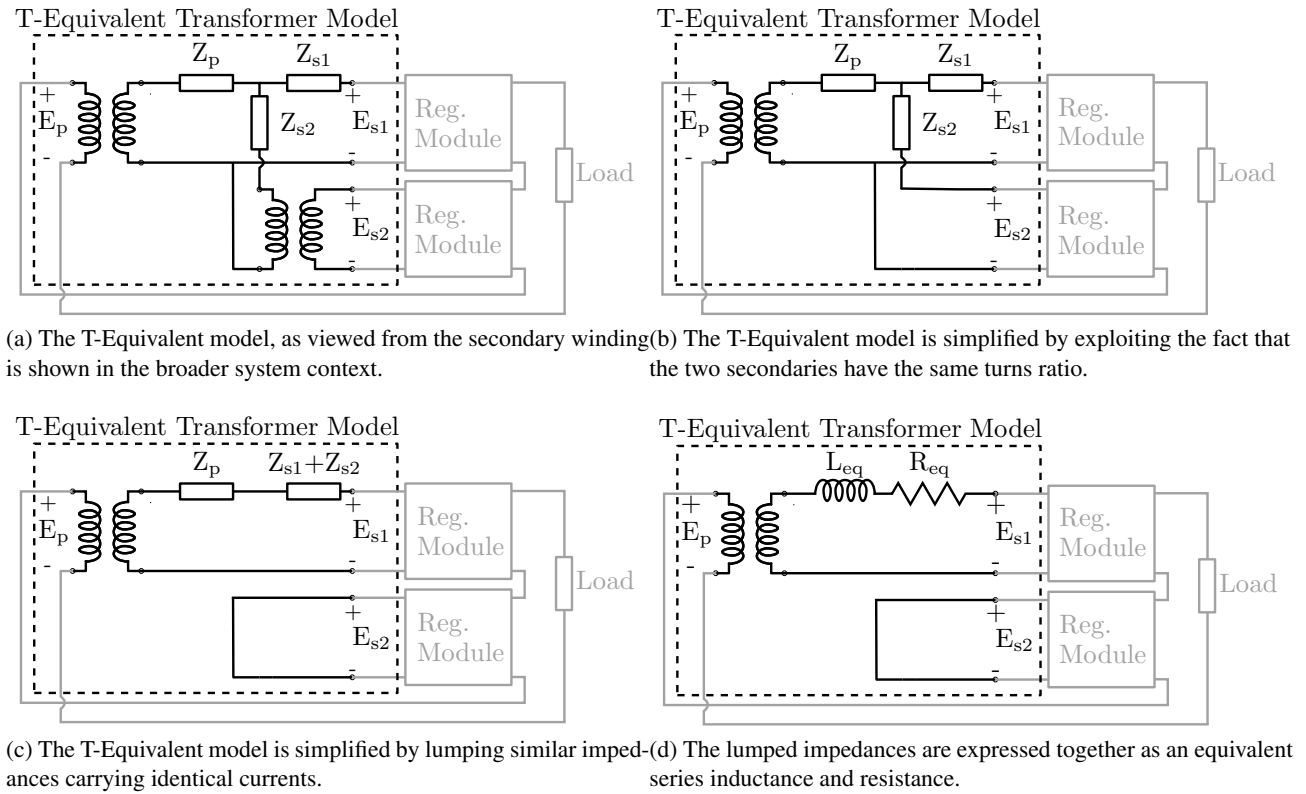 T-Equivalent Transformer Model
Z_p
Z_s1
+
E_p
-
Z_s2
+
E_s1
-
+
E_s2
-
Reg.
Module
Reg.
Module
Load
(a) The T-Equivalent model, as viewed from the secondary winding
is shown in the broader system context.
T-Equivalent Transformer Model
Z_p
Z_s1
+
E_p
-
Z_s2
+
E_s1
-
+
E_s2
-
Reg.
Module
Reg.
Module
Load
(b) The T-Equivalent model is simplified by exploiting the fact that
the two secondaries have the same turns ratio.
T-Equivalent Transformer Model
Z_p
Z_s1+Z_s2
+
E_p
-
+
E_s1
-
+
E_s2
-
Reg.
Module
Reg.
Module
Load
(c) The T-Equivalent model is simplified by lumping similar imped-
ances carrying identical currents.
T-Equivalent Transformer Model
L_eq
R_eq
+
E_p
-
+
E_s1
-
+
E_s2
-
Reg.
Module
Reg.
Module
Load
(d) The lumped impedances are expressed together as an equivalent
series inductance and resistance.